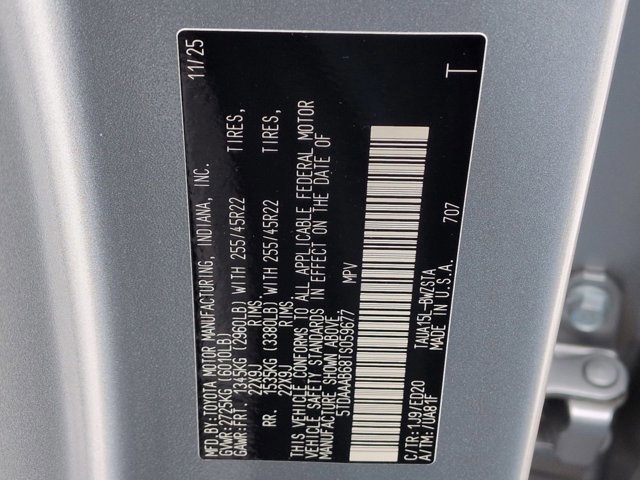 MFD.BY:TOYOTA MOTOR MANUFACTURING, INDIANA, INC. 11/25
GVWR:2725KG (6010LB)
GAWR:FRT. 1345KG (2960LB) WITH 255/45R22 TIRES,
22X9J RIMS.
RR. 1535KG (3380LB) WITH 255/45R22 TIRES,
22X9J RIMS.
THIS VEHICLE CONFORMS TO ALL APPLICABLE FEDERAL MOTOR
VEHICLE SAFETY STANDARDS IN EFFECT ON THE DATE OF
MANUFACTURE SHOWN ABOVE.
5TDAAAB68TS059677 MPV
C/TR:1J9/ED20 TAUA15L-BWZSTA T
A/TM:7/UA81F MADE IN U.S.A. 707